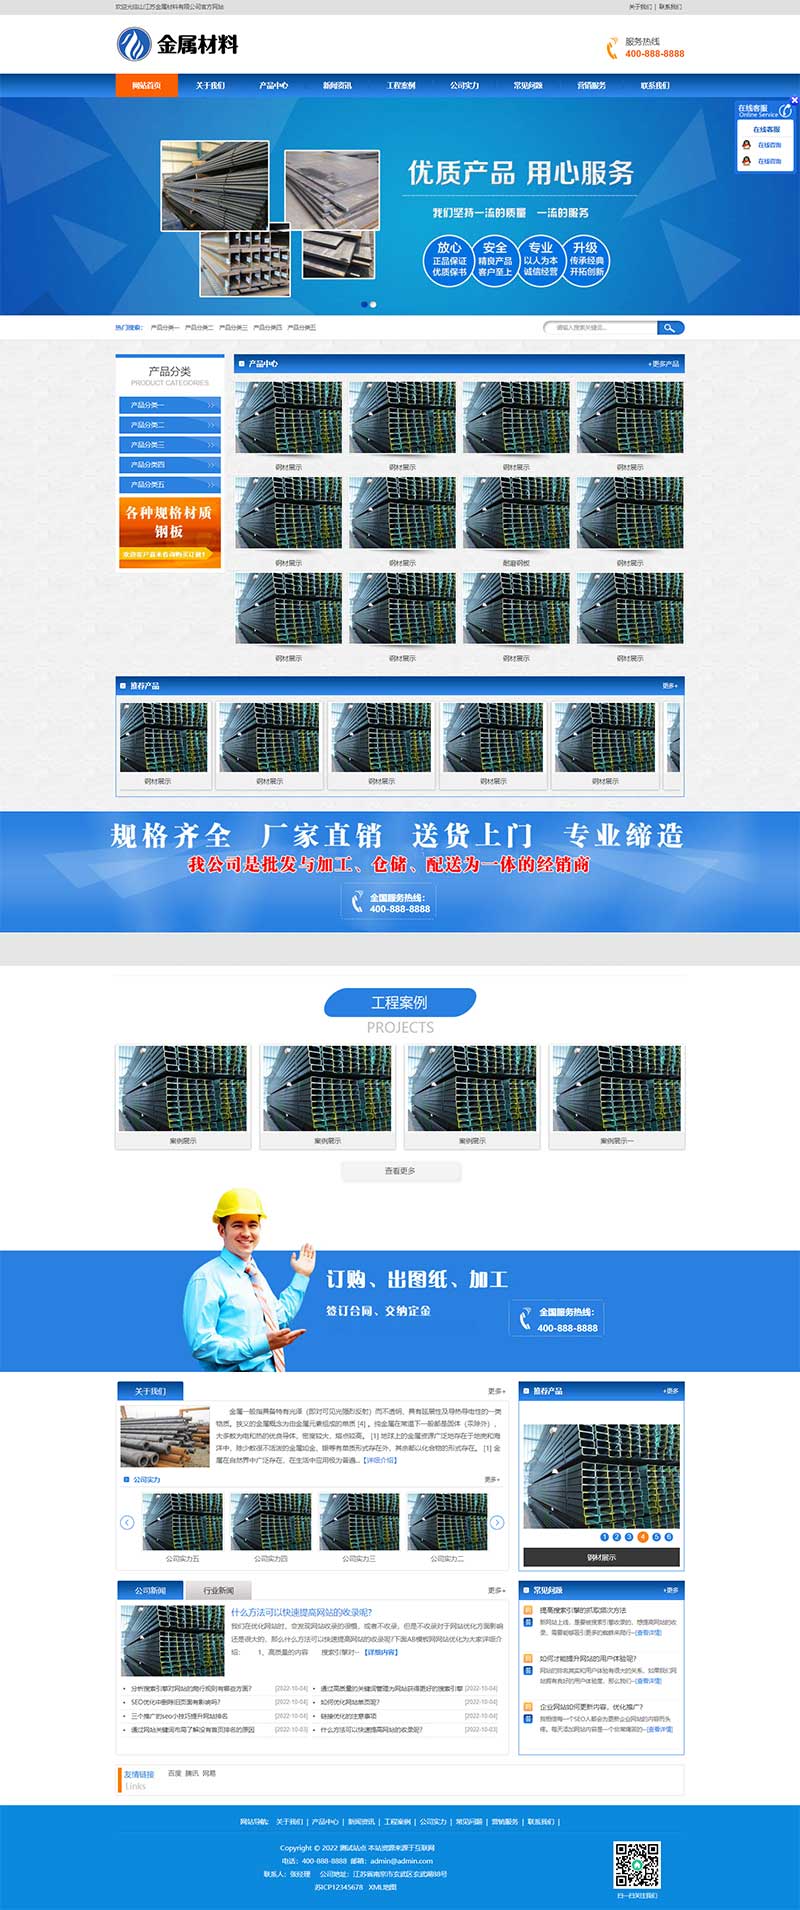 欢迎光临山江苏金属材料有限公司官方网站
关于我们 | 联系我们
金属材料
服务热线
400-888-8888
网站首页 关于我们 产品中心 新闻资讯 工程案例 公司实力 常见问题 营销服务 联系我们
在线客服
Online Service
在线客服
在线咨询
在线咨询
优质产品 用心服务
我们坚持一流的质量 一流的服务
放心 安全 专业 升级
正品保证 精良产品 以人为本 传承经典
优质保书 客户至上 诚信经营 开拓创新
热门搜索: 产品分类一 产品分类二 产品分类三 产品分类四 产品分类五
请输入搜索关键词...
产品分类
PRODUCT CATEGORIES
产品分类一
产品分类二
产品分类三
产品分类四
产品分类五
各种规格材质
钢板
欢迎客户前来咨询购买订做!
产品中心 +更多产品
钢材展示 钢材展示 钢材展示 钢材展示
钢材展示 钢材展示 耐磨钢板 钢材展示
钢材展示 钢材展示 钢材展示 钢材展示
推荐产品 更多+
钢材展示 钢材展示 钢材展示 钢材展示 钢材展示
规格齐全 厂家直销 送货上门 专业缔造
我公司是批发与加工、仓储、配送为一体的经销商
全国服务热线:
400-888-8888
工程案例
PROJECTS
案例展示 案例展示 案例展示 案例展示一
查看更多
订购、出图纸、加工
签订合同、交纳定金
全国服务热线:
400-888-8888
关于我们 更多+
金属一般指具备特有光泽（即对可见光强烈反射）而不透明、具有延展性及导热导电性的一类
物质。狭义的金属概念为由金属元素组成的单质 [4] 。纯金属在常温下一般都是固体（汞除外），
大多数为电和热的优良导体，密度较大，熔点较高。 [1] 地球上的金属资源广泛地存在于地壳和海
洋中，除少数很不活泼的金属如金、银等有单质形式存在外，其余都以化合物的形式存在。 [1] 金
属在自然界中广泛存在，在生活中应用极为普遍... 【详细介绍】
公司实力 更多+
公司实力五 公司实力四 公司实力三 公司实力二
推荐产品 +更多
1 2 3 4 5 6
钢材展示
公司新闻 行业新闻 更多+
什么方法可以快速提高网站的收录呢?
我们在优化网站时，会发现网站收录的很慢，或者不收录，但是不收录对于网站优化方面影响
还是很大的，那么什么方法可以快速提高网站的收录呢?下面AB模板网网站优化为大家详细介
绍: 1、高质量的内容 搜索引擎对... 【详细内容】
分析搜索引擎对网站的爬行规则有哪些方面? [2022-10-04]
通过高质量的关键词管理为网站获得更好的搜索引擎 [2022-10-04]
SEO优化中删除旧页面有影响吗? [2022-10-04]
如何优化网站单页呢? [2022-10-04]
三个推广的seo小技巧提升网站排名 [2022-10-04]
链接优化的注意事项 [2022-10-04]
通过网站关键词布局了解没有首页排名的原因 [2022-10-03]
什么方法可以快速提高网站的收录呢? [2022-10-03]
常见问题 +更多
问 提高搜索引擎的抓取频次方法
答 新网站上线，是要被搜索引擎收录的，想提高网站的收
录，需要能够吸引更多的蜘蛛来爬行---[查看详情]
问 如何才能提升网站的用户体验呢?
答 网站的排名其实和用户体验有很大的关系，如果我们网
站拥有良好的用户体验度，那么我们---[查看详情]
问 企业网站如何更新内容，优化推广?
答 我相信每一个SEO人都会为更新企业网站的内容而头
疼，每天添加网站内容是一个非常痛苦的---[查看详情]
友情链接
Links
百度 腾讯 网易
网站导航: 关于我们 | 产品中心 | 新闻资讯 | 工程案例 | 公司实力 | 常见问题 | 营销服务 | 联系我们 |
Copyright © 2022 测试站点 本站资源来源于互联网
电话: 400-888-8888 邮箱: admin@admin.com
联系人: 张经理 公司地址: 江苏省南京市玄武区玄武湖88号
苏ICP12345678 XML地图
扫一扫关注我们